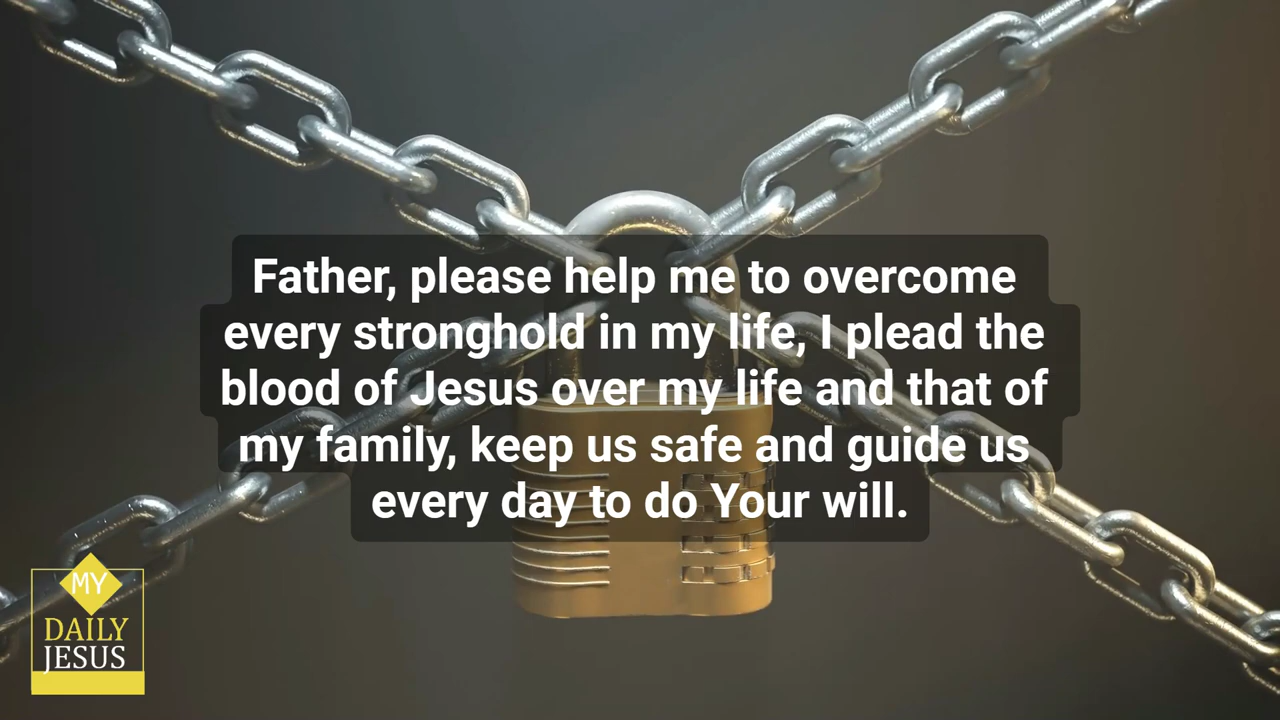 Father, please help me to overcome
every stronghold in my life, I plead the
blood of Jesus over my life and that of
my family, keep us safe and guide us
every day to do Your will.
MY
DAILY
JESUS